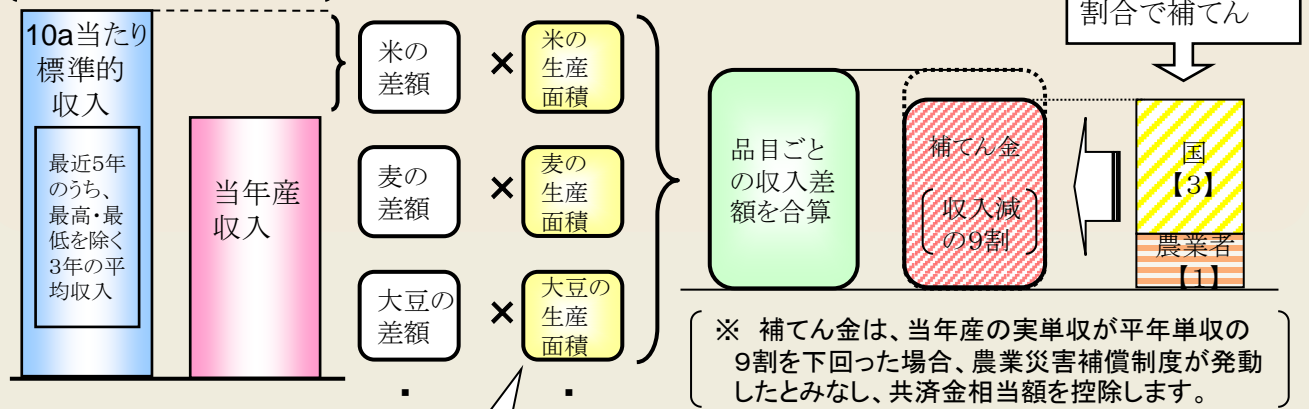 割合で補てん
10a当たり
標準的
収入
最近5年
のうち、
最高・最
低を除く
3年の平
均収入
当年産
収入
米の
差額
×
米の
生産
面積
麦の
差額
×
麦の
生産
面積
大豆の
差額
×
大豆の
生産
面積
・
・
品目ごと
の収入差
額を合算
補てん金
収入減
の9割
国
【3】
農業者
【1】
※ 補てん金は、当年産の実単収が平年単収の
9割を下回った場合、農業災害補償制度が発動
したとみなし、共済金相当額を控除します。